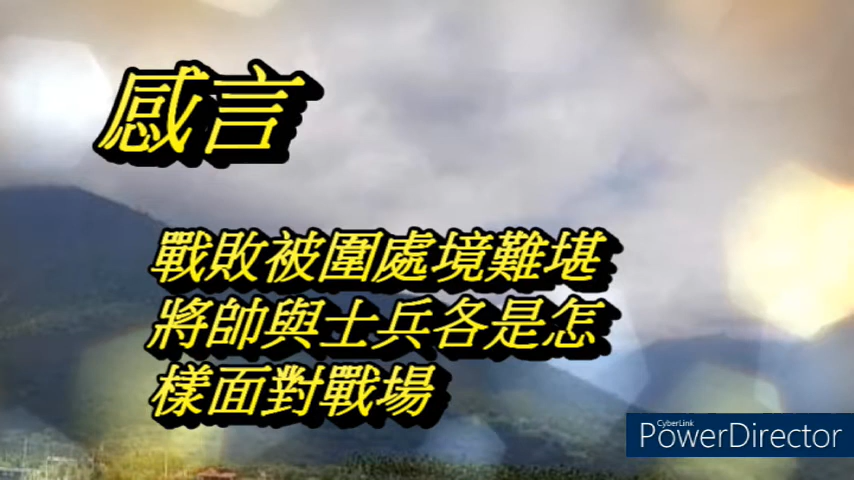 感言
戰敗被圍處境難堪
將帥與士兵各是怎
樣面對戰場
CyberLink
PowerDirector